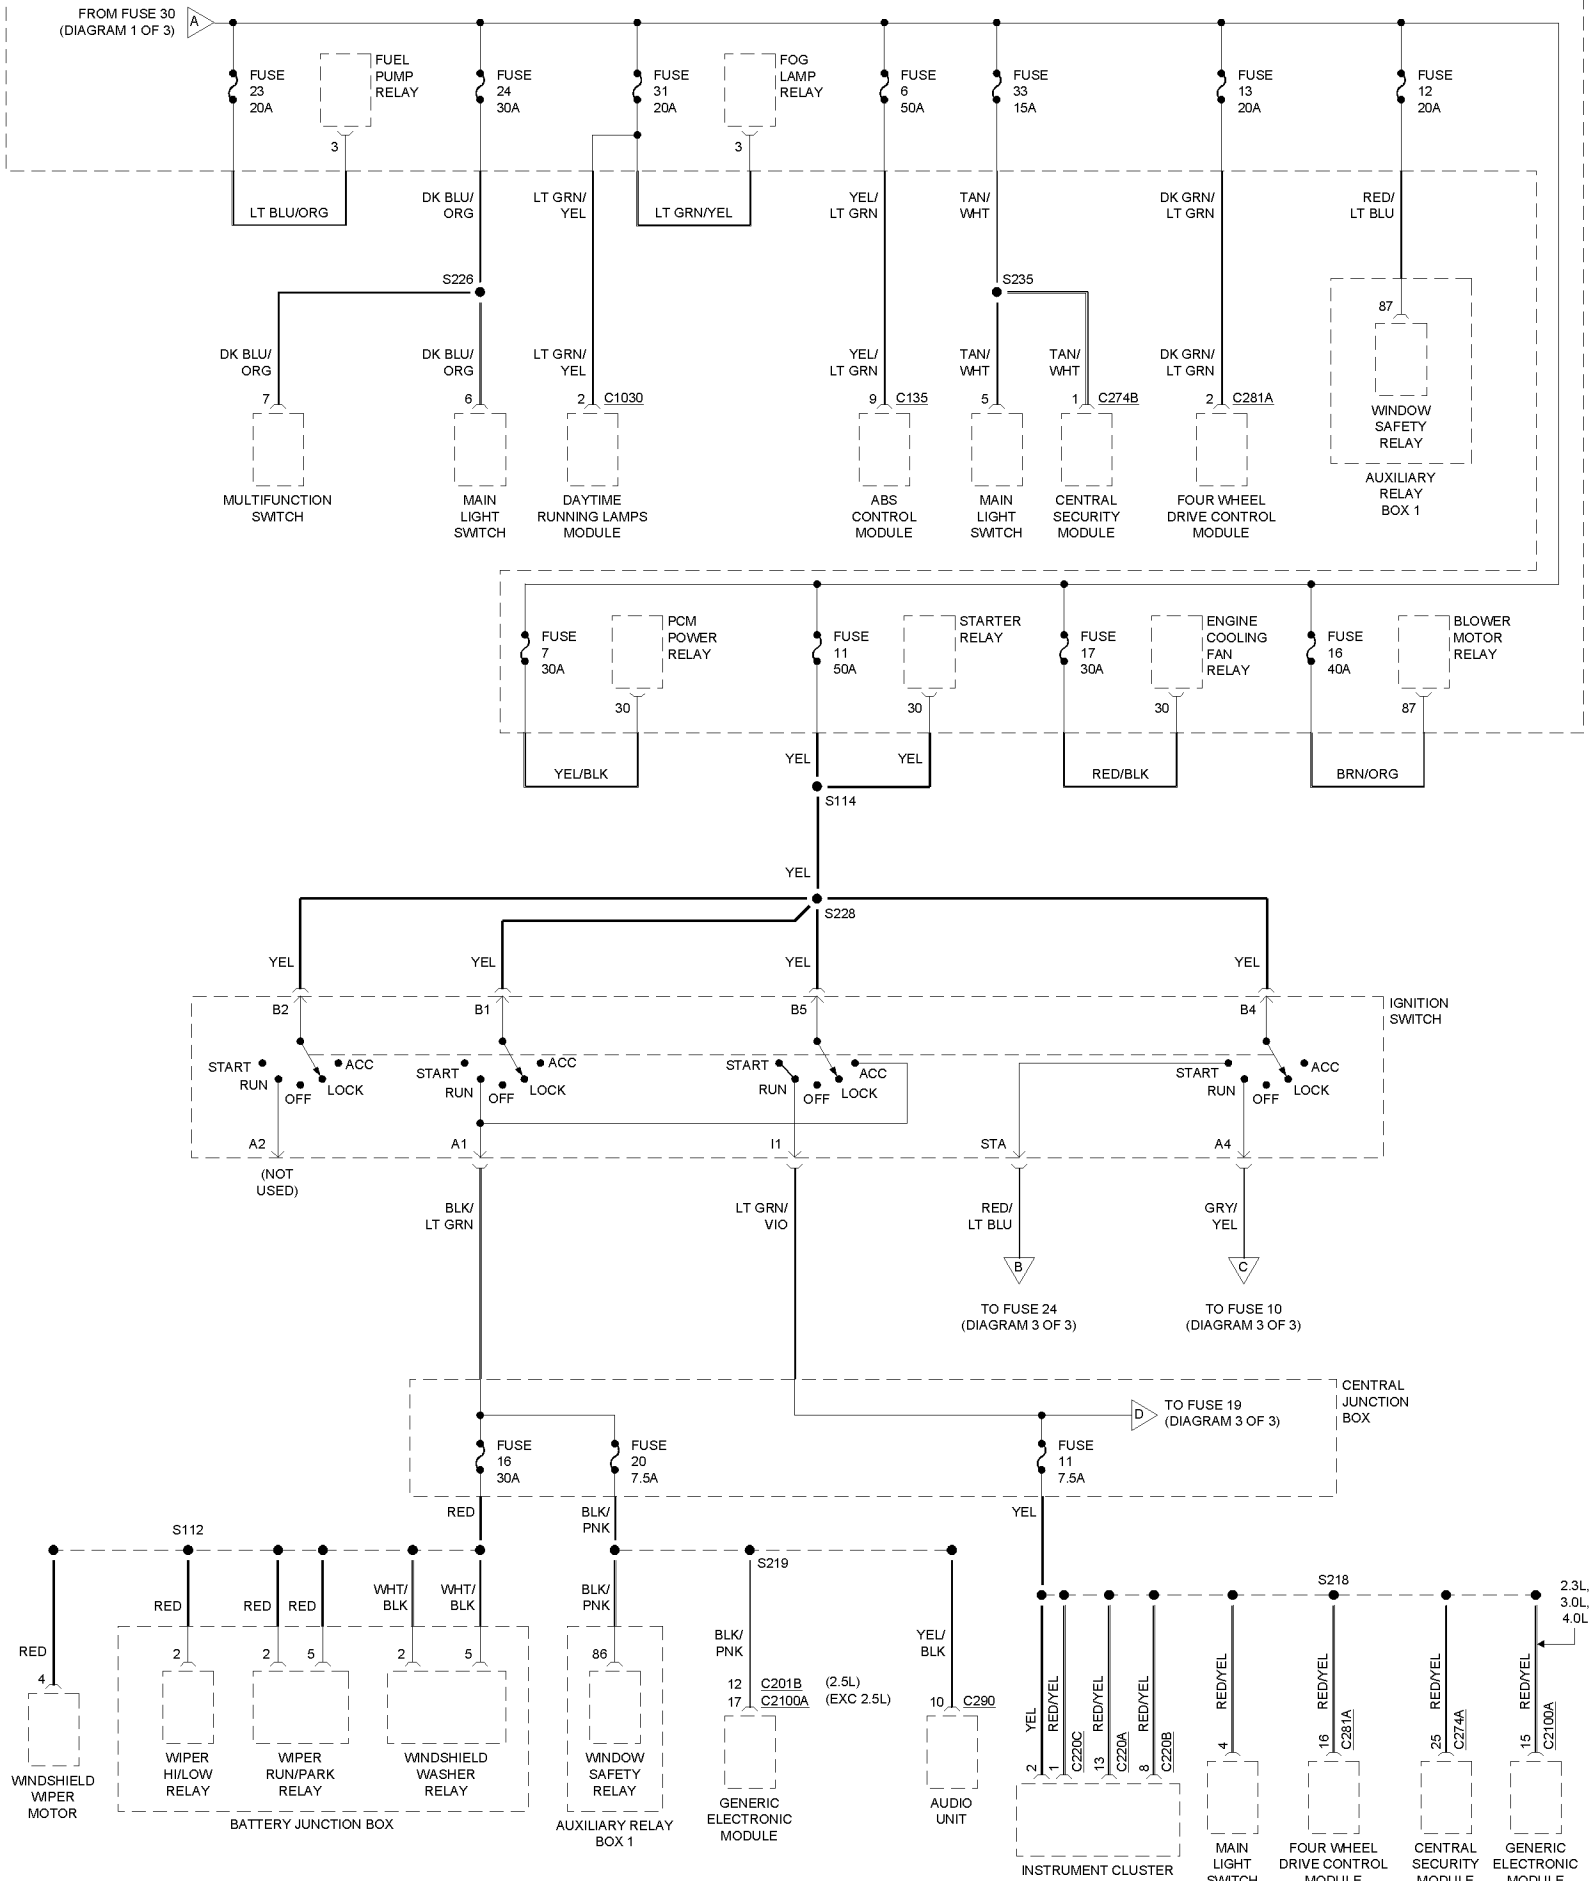 FROM FUSE 30
(DIAGRAM 1 OF 3)
A
FUSE
23
20A
FUEL
PUMP
RELAY
3
FUSE
24
30A
FUSE
31
20A
FOG
LAMP
RELAY
3
FUSE
6
50A
FUSE
33
15A
FUSE
13
20A
FUSE
12
20A
LT BLU/ORG
DK BLU/
ORG
LT GRN/
YEL
LT GRN/YEL
YEL/
LT GRN
TAN/
WHT
DK GRN/
LT GRN
RED/
LT BLU
S226
S235
87
WINDOW
SAFETY
RELAY
AUXILIARY
RELAY
BOX 1
DK BLU/
ORG
DK BLU/
ORG
LT GRN/
YEL
YEL/
LT GRN
TAN/
WHT
TAN/
WHT
DK GRN/
LT GRN
7
6
2 C1030
9 C135
5
1 C274B
2 C281A
MULTIFUNCTION
SWITCH
MAIN
LIGHT
SWITCH
DAYTIME
RUNNING LAMPS
MODULE
ABS
CONTROL
MODULE
MAIN
LIGHT
SWITCH
CENTRAL
SECURITY
MODULE
FOUR WHEEL
DRIVE CONTROL
MODULE
FUSE
7
30A
PCM
POWER
RELAY
30
FUSE
11
50A
STARTER
RELAY
30
FUSE
17
30A
ENGINE
COOLING
FAN
RELAY
30
FUSE
16
40A
BLOWER
MOTOR
RELAY
87
YEL/BLK
YEL
YEL
RED/BLK
BRN/ORG
S114
YEL
S228
YEL
YEL
YEL
YEL
IGNITION
SWITCH
B2
B1
B5
B4
START
RUN
OFF
LOCK
ACC
START
RUN
OFF
LOCK
ACC
START
RUN
OFF
LOCK
ACC
START
RUN
OFF
LOCK
ACC
A2
A1
I1
STA
A4
(NOT
USED)
BLK/
LT GRN
LT GRN/
VIO
RED/
LT BLU
GRY/
YEL
B
C
TO FUSE 24
(DIAGRAM 3 OF 3)
TO FUSE 10
(DIAGRAM 3 OF 3)
CENTRAL
JUNCTION
BOX
D
TO FUSE 19
(DIAGRAM 3 OF 3)
FUSE
16
30A
FUSE
20
7.5A
FUSE
11
7.5A
RED
BLK/
PNK
YEL
S112
S219
S218
2.3L,
3.0L,
4.0L
RED
RED
RED
RED
WHT/
BLK
WHT/
BLK
BLK/
PNK
BLK/
PNK
YEL/
BLK
YEL
RED/YEL
RED/YEL
RED/YEL
RED/YEL
RED/YEL
RED/YEL
RED/YEL
4
2
2
5
2
5
86
12 C201B (2.5L)
17 C2100A (EXC 2.5L)
10 C290
2
1 C220C
13 C220A
8 C220B
4
16 C281A
25 C274A
15 C2100A
WINDSHIELD
WIPER
MOTOR
WIPER
HI/LOW
RELAY
WIPER
RUN/PARK
RELAY
WINDSHIELD
WASHER
RELAY
BATTERY JUNCTION BOX
WINDOW
SAFETY
RELAY
AUXILIARY RELAY
BOX 1
GENERIC
ELECTRONIC
MODULE
AUDIO
UNIT
INSTRUMENT CLUSTER
MAIN
LIGHT
SWITCH
FOUR WHEEL
DRIVE CONTROL
MODULE
CENTRAL
SECURITY
MODULE
GENERIC
ELECTRONIC
MODULE